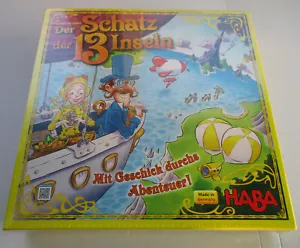 Der Schatz
der 13 Inseln
Mit Geschick durchs
Abenteuer!
Made in
Germany
HABA